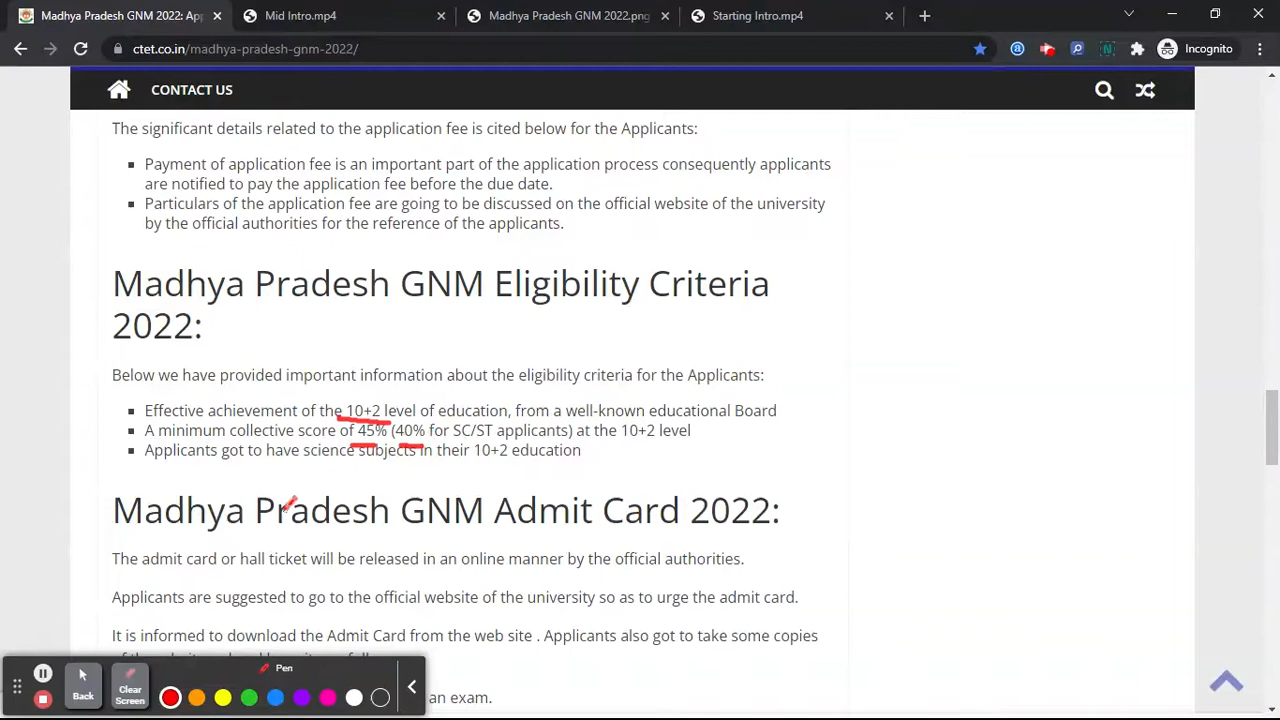 Madhya Pradesh GNM 2022: App
Mid Intro.mp4
Madhya Pradesh GNM 2022.png
Starting Intro.mp4
ctet.co.in/madhya-pradesh-gnm-2022/
Incognito
CONTACT US
The significant details related to the application fee is cited below for the Applicants:
Payment of application fee is an important part of the application process consequently applicants
are notified to pay the application fee before the due date.
Particulars of the application fee are going to be discussed on the official website of the university
by the official authorities for the reference of the applicants.
Madhya Pradesh GNM Eligibility Criteria
2022:
Below we have provided important information about the eligibility criteria for the Applicants:
Effective achievement of the 10+2 level of education, from a well-known educational Board
A minimum collective score of 45% (40% for SC/ST applicants) at the 10+2 level
Applicants got to have science subjects in their 10+2 education
Madhya Pradesh GNM Admit Card 2022:
The admit card or hall ticket will be released in an online manner by the official authorities.
Applicants are suggested to go to the official website of the university so as to urge the admit card.
It is informed to download the Admit Card from the web site . Applicants also got to take some copies
an exam.
Pen
Back
Clear
Screen